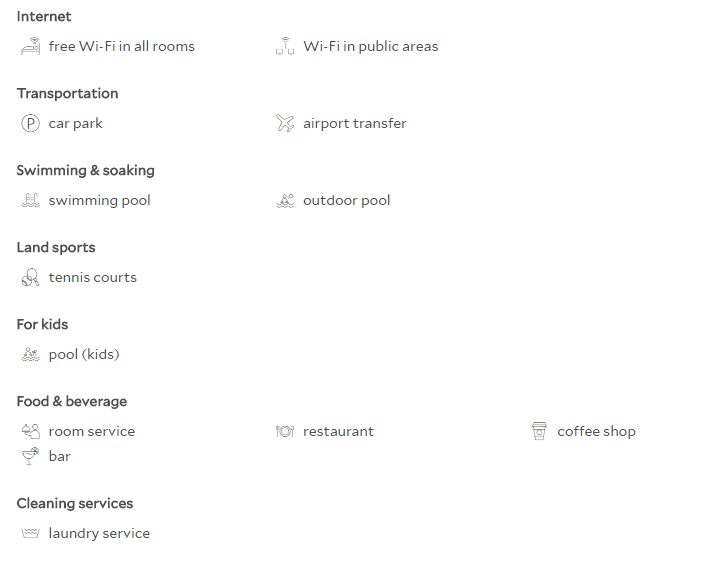 Internet
free Wi-Fi in all rooms Wi-Fi in public areas
Transportation
P car park airport transfer
Swimming & soaking
swimming pool outdoor pool
Land sports
tennis courts
For kids
pool (kids)
Food & beverage
room service restaurant coffee shop
bar
Cleaning services
laundry service